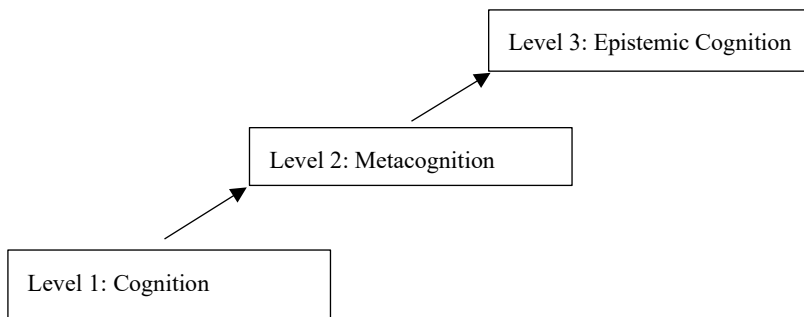 Level 3: Epistemic Cognition
Level 2: Metacognition
Level 1: Cognition